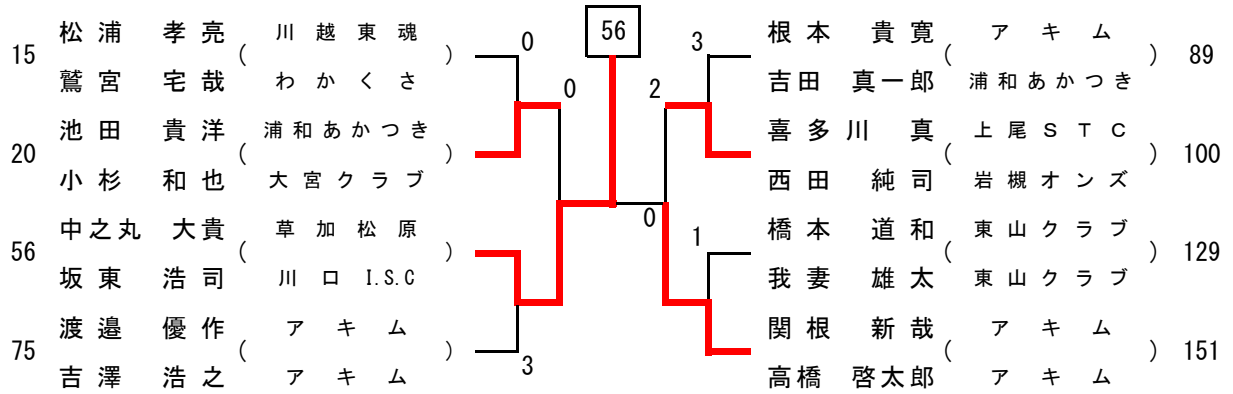 15 松浦 孝亮 ( 川越東魂 )
鷲宮 宅哉 わかくさ
20 池田 貴洋 ( 浦和あかつき )
小杉 和也 大宮クラブ
56 中之丸 大貴 ( 草加松原 )
坂東 浩司 川口I.S.C
75 渡邉 優作 ( アキム )
吉澤 浩之 アキム
0
0
3
56
0
3
2
1
根本 貴寛 ( アキム ) 89
吉田 真一郎 浦和あかつき
喜多川 真 ( 上尾STC ) 100
西田 純司 岩槻オンズ
橋本 道和 ( 東山クラブ ) 129
我妻 雄太 東山クラブ
関根 新哉 ( アキム ) 151
高橋 啓太郎 アキム